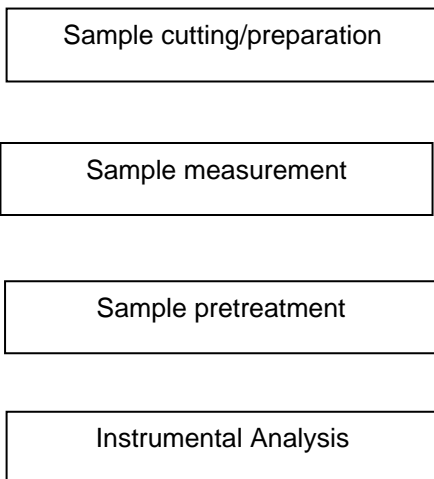 Sample cutting/preparation
Sample measurement
Sample pretreatment
Instrumental Analysis